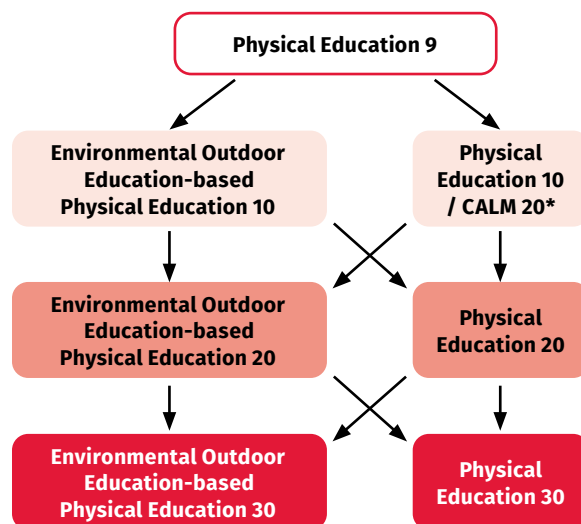 Physical Education 9
Environmental Outdoor
Education-based
Physical Education 10
Physical
Education 10
/ CALM 20*
Environmental Outdoor
Education-based
Physical Education 20
Physical
Education 20
Environmental Outdoor
Education-based
Physical Education 30
Physical
Education 30